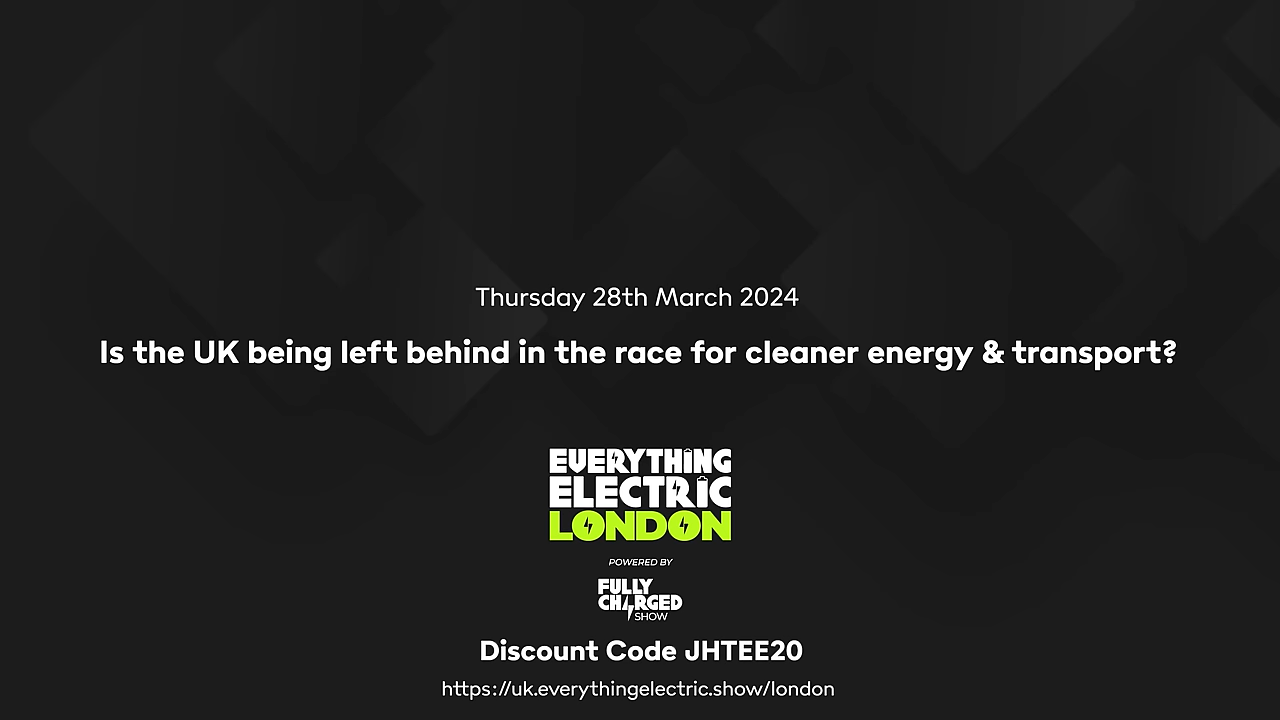 Thursday 28th March 2024
Is the UK being left behind in the race for cleaner energy & transport?
EVERYTHING
ELECTRIC
LONDON
POWERED BY
FULLY
CHARGED
SHOW
Discount Code JHTEE20
https://uk.everythingelectric.show/london